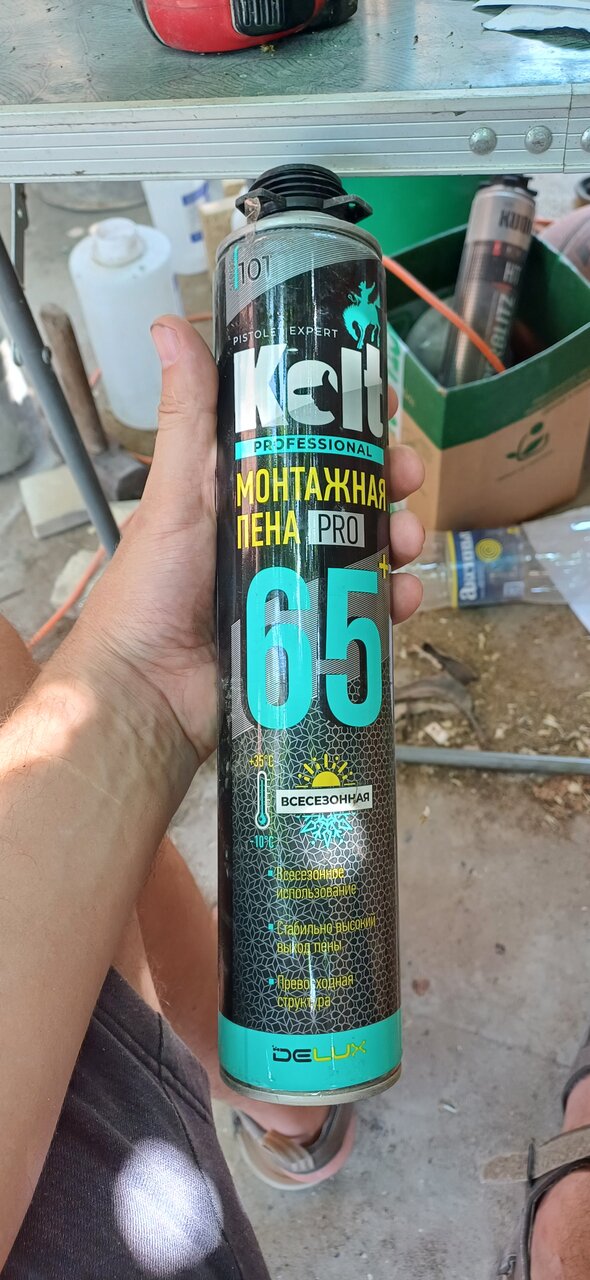 101
PISTOLET EXPERT
Kelt
PROFESSIONAL
МОНТАЖНАЯ
ПЕНА PRO
65+
+35°C
ВСЕСЕЗОННАЯ
-10°C
Всесезонное
использование
Стабильно высокий
выход пены
Превосходная
структура
DELUX
KUDO